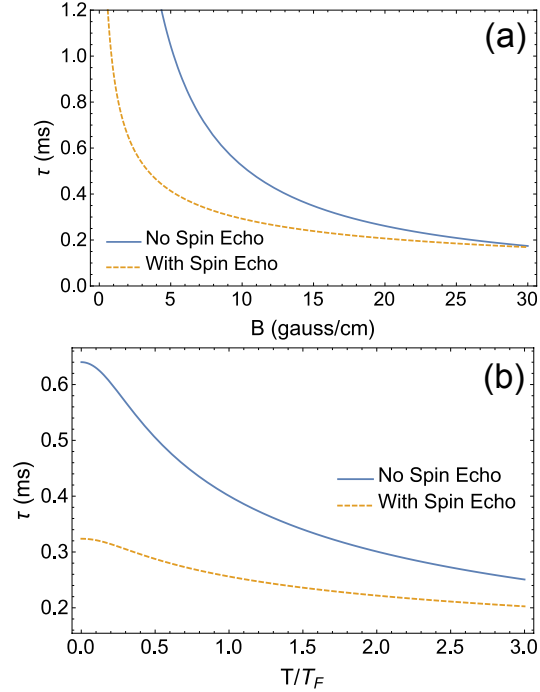 (a)
1.2
1.0
0.8
0.6
0.4
0.2
0.0
τ (ms)
No Spin Echo
With Spin Echo
0 5 10 15 20 25 30
B (gauss/cm)
(b)
0.6
0.5
0.4
0.3
0.2
τ (ms)
No Spin Echo
With Spin Echo
0.0 0.5 1.0 1.5 2.0 2.5 3.0
T/T_F